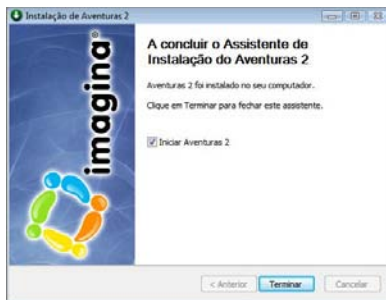 Instalação de Aventuras 2
imagina
A concluir o Assistente de
Instalação do Aventuras 2
Aventuras 2 foi instalado no seu computador.
Clique em Terminar para fechar este assistente.
Iniciar Aventuras 2
< Anterior
Terminar
Cancelar